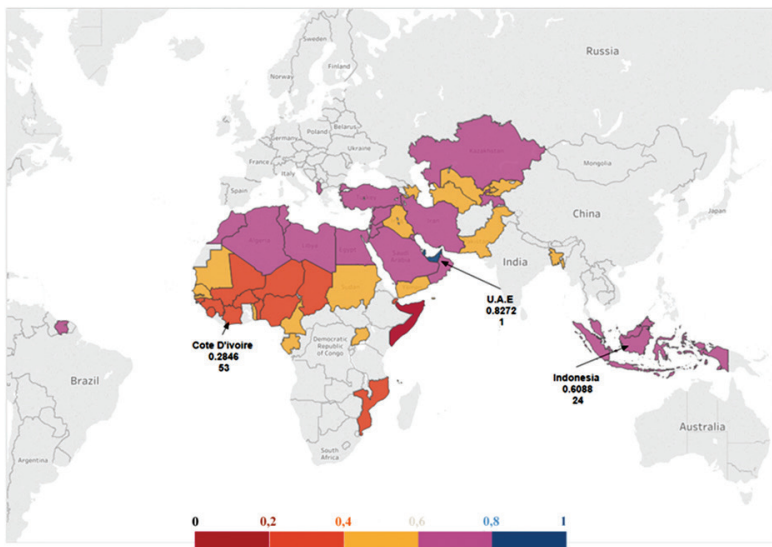 Sweden
Russia
Finland
Norway
Belarus
Poland
Germany
Ukraine
France
Mongolia
Italy
Spain
China
Japan
Algeria
Libya
Egypt
Iran
Saudi
Arabia
India
Sudan
U.A.E
0.8272
1
Cote D'ivoire
0.2846
53
Democratic
Republic
of Congo
Indonesia
0.6088
24
Brazil
Australia
South
Africa
Argentina
0 0,2 0,4 0,6 0,8 1